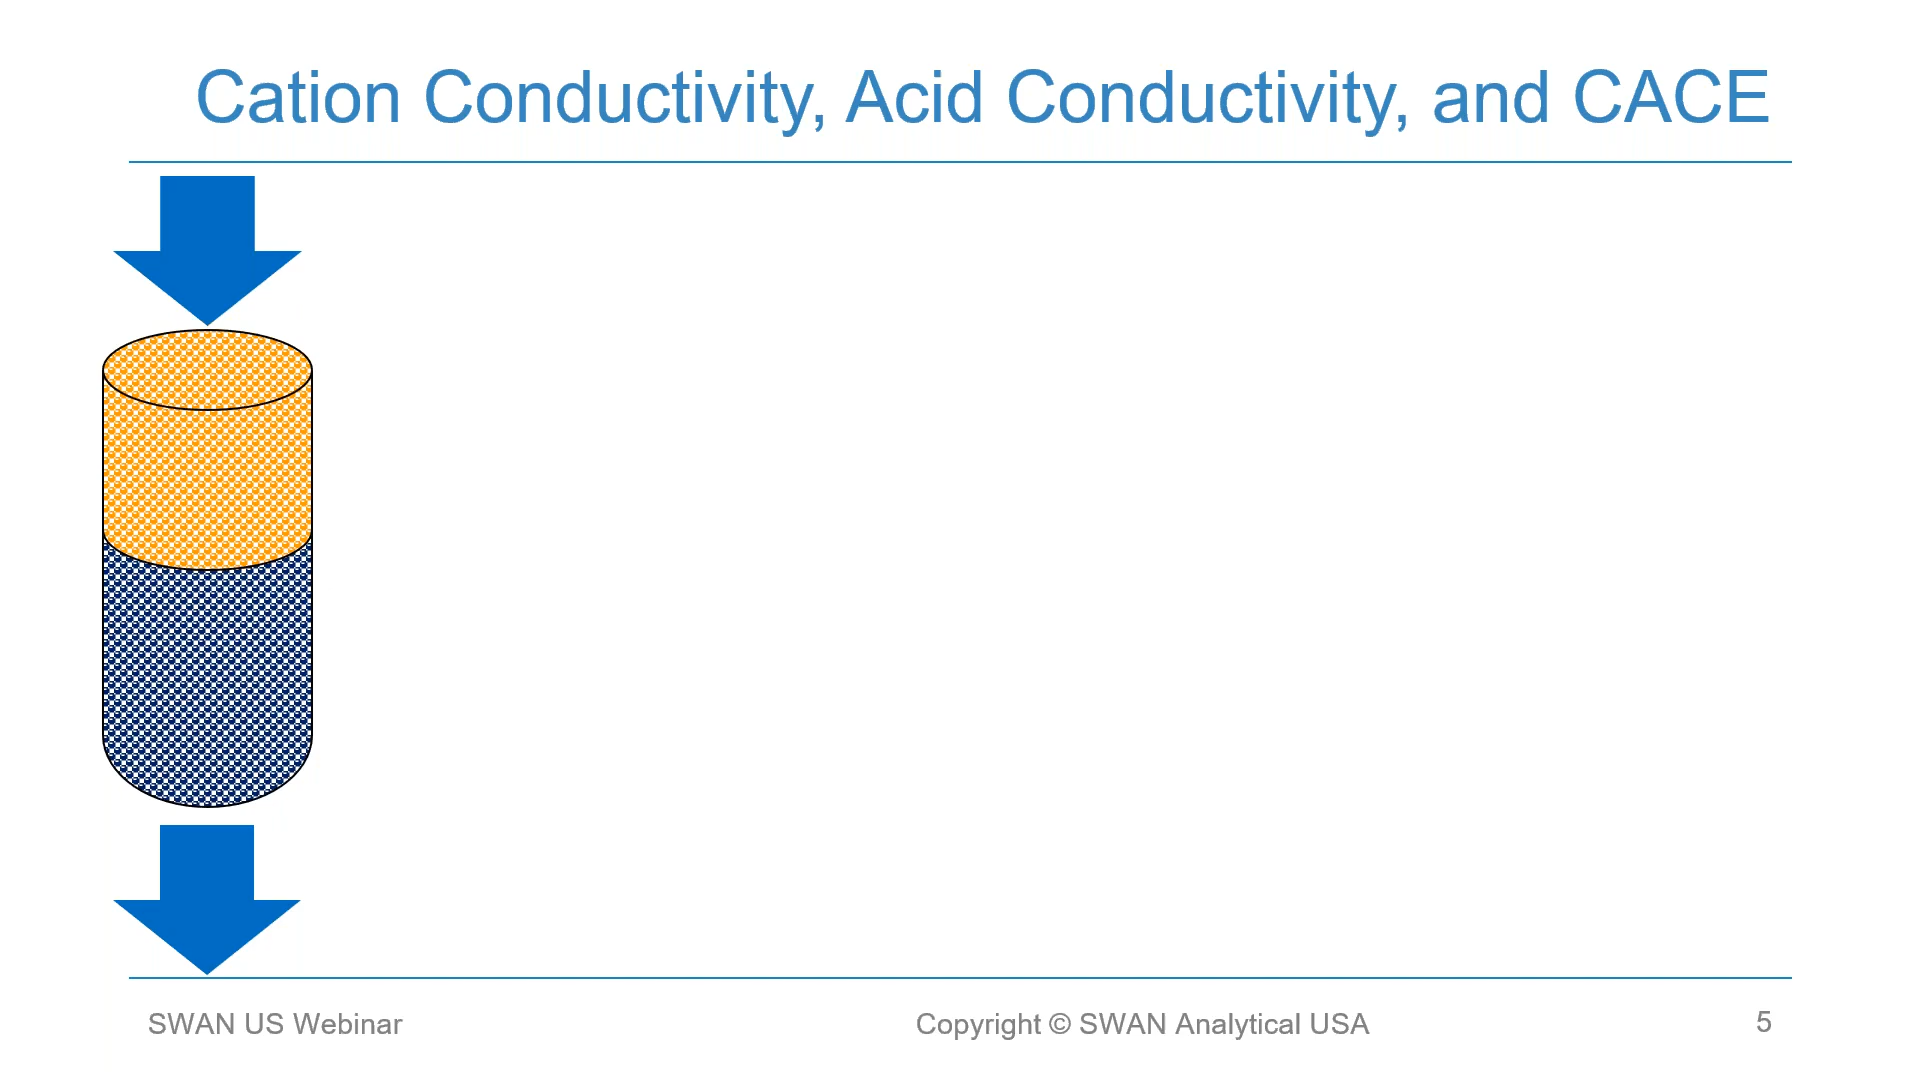 Cation Conductivity, Acid Conductivity, and CACE
SWAN US Webinar
Copyright © SWAN Analytical USA
5